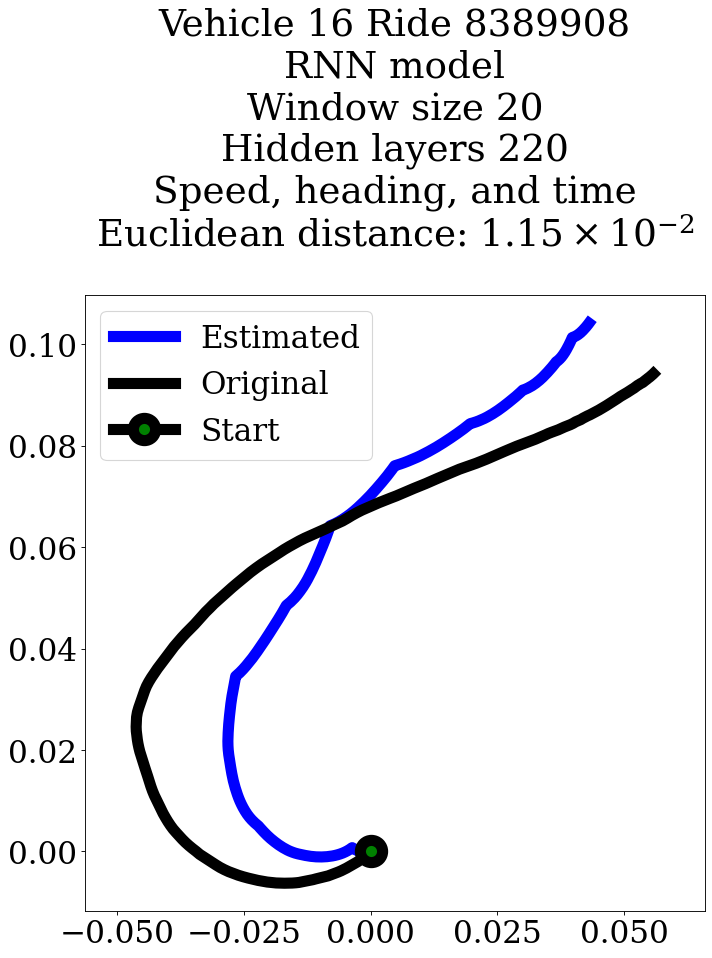 Vehicle 16 Ride 8389908
RNN model
Window size 20
Hidden layers 220
Speed, heading, and time
Euclidean distance: 1.15 × 10⁻²
Estimated
Original
Start
0.10
0.08
0.06
0.04
0.02
0.00
−0.050 −0.025 0.000 0.025 0.050